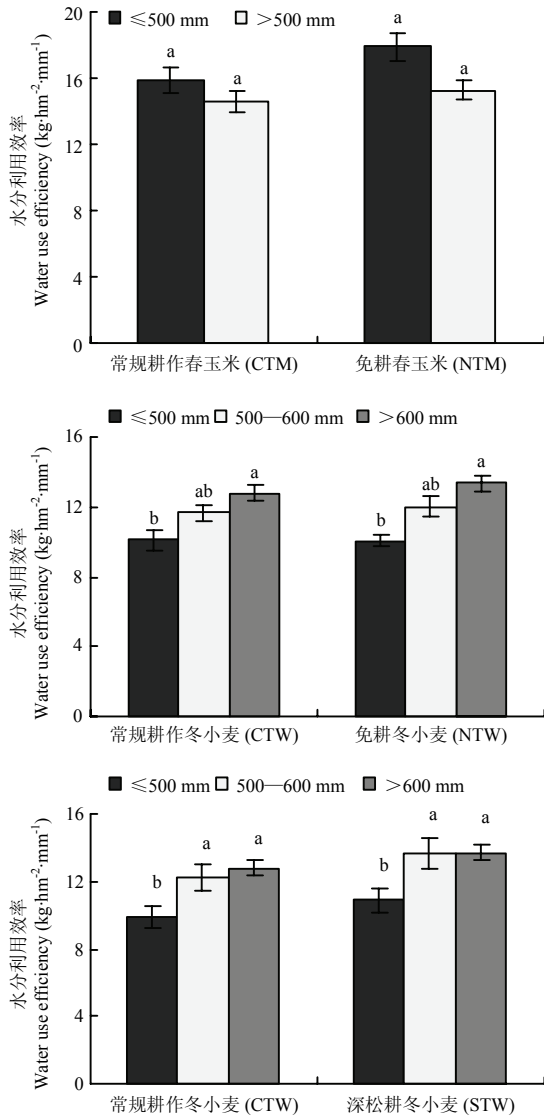 ≤500 mm >500 mm
20
16
12
8
4
0
a
a
a
a
水分利用效率
Water use efficiency (kg·hm⁻²·mm⁻¹)
常规耕作春玉米 (CTM)
免耕春玉米 (NTM)
≤500 mm 500—600 mm >600 mm
16
12
8
4
0
b
ab
a
b
ab
a
水分利用效率
Water use efficiency (kg·hm⁻²·mm⁻¹)
常规耕作冬小麦 (CTW)
免耕冬小麦 (NTW)
≤500 mm 500—600 mm >600 mm
16
12
8
4
0
b
a
a
b
a
a
水分利用效率
Water use efficiency (kg·hm⁻²·mm⁻¹)
常规耕作冬小麦 (CTW)
深松耕冬小麦 (STW)